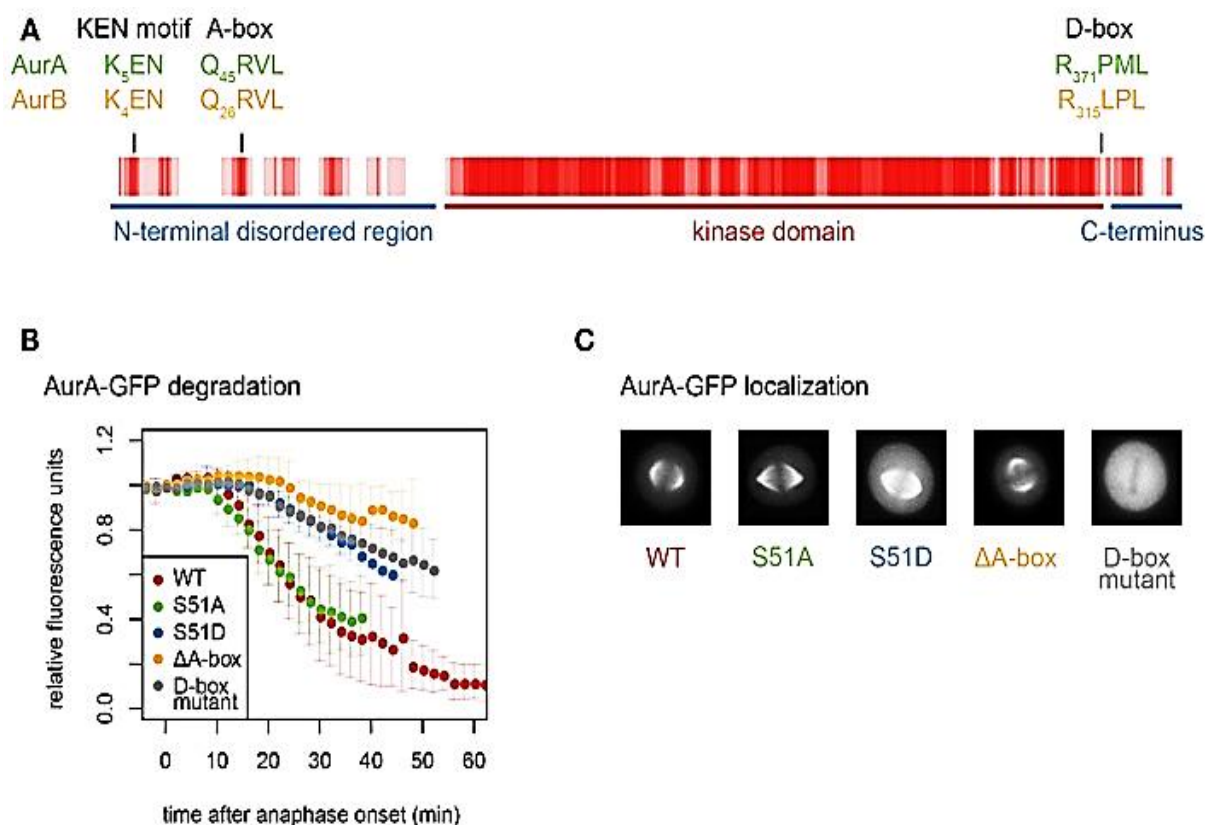 A
KEN motif A-box D-box
AurA K₅EN Q₄₅RVL R₃₇₁PML
AurB K₄EN Q₂₆RVL R₃₁₅LPL
N-terminal disordered region kinase domain C-terminus
B
AurA-GFP degradation
relative fluorescence units
1.2
0.8
0.4
0.0
WT
S51A
S51D
ΔA-box
D-box
mutant
0 10 20 30 40 50 60
time after anaphase onset (min)
C
AurA-GFP localization
WT S51A S51D ΔA-box D-box
mutant